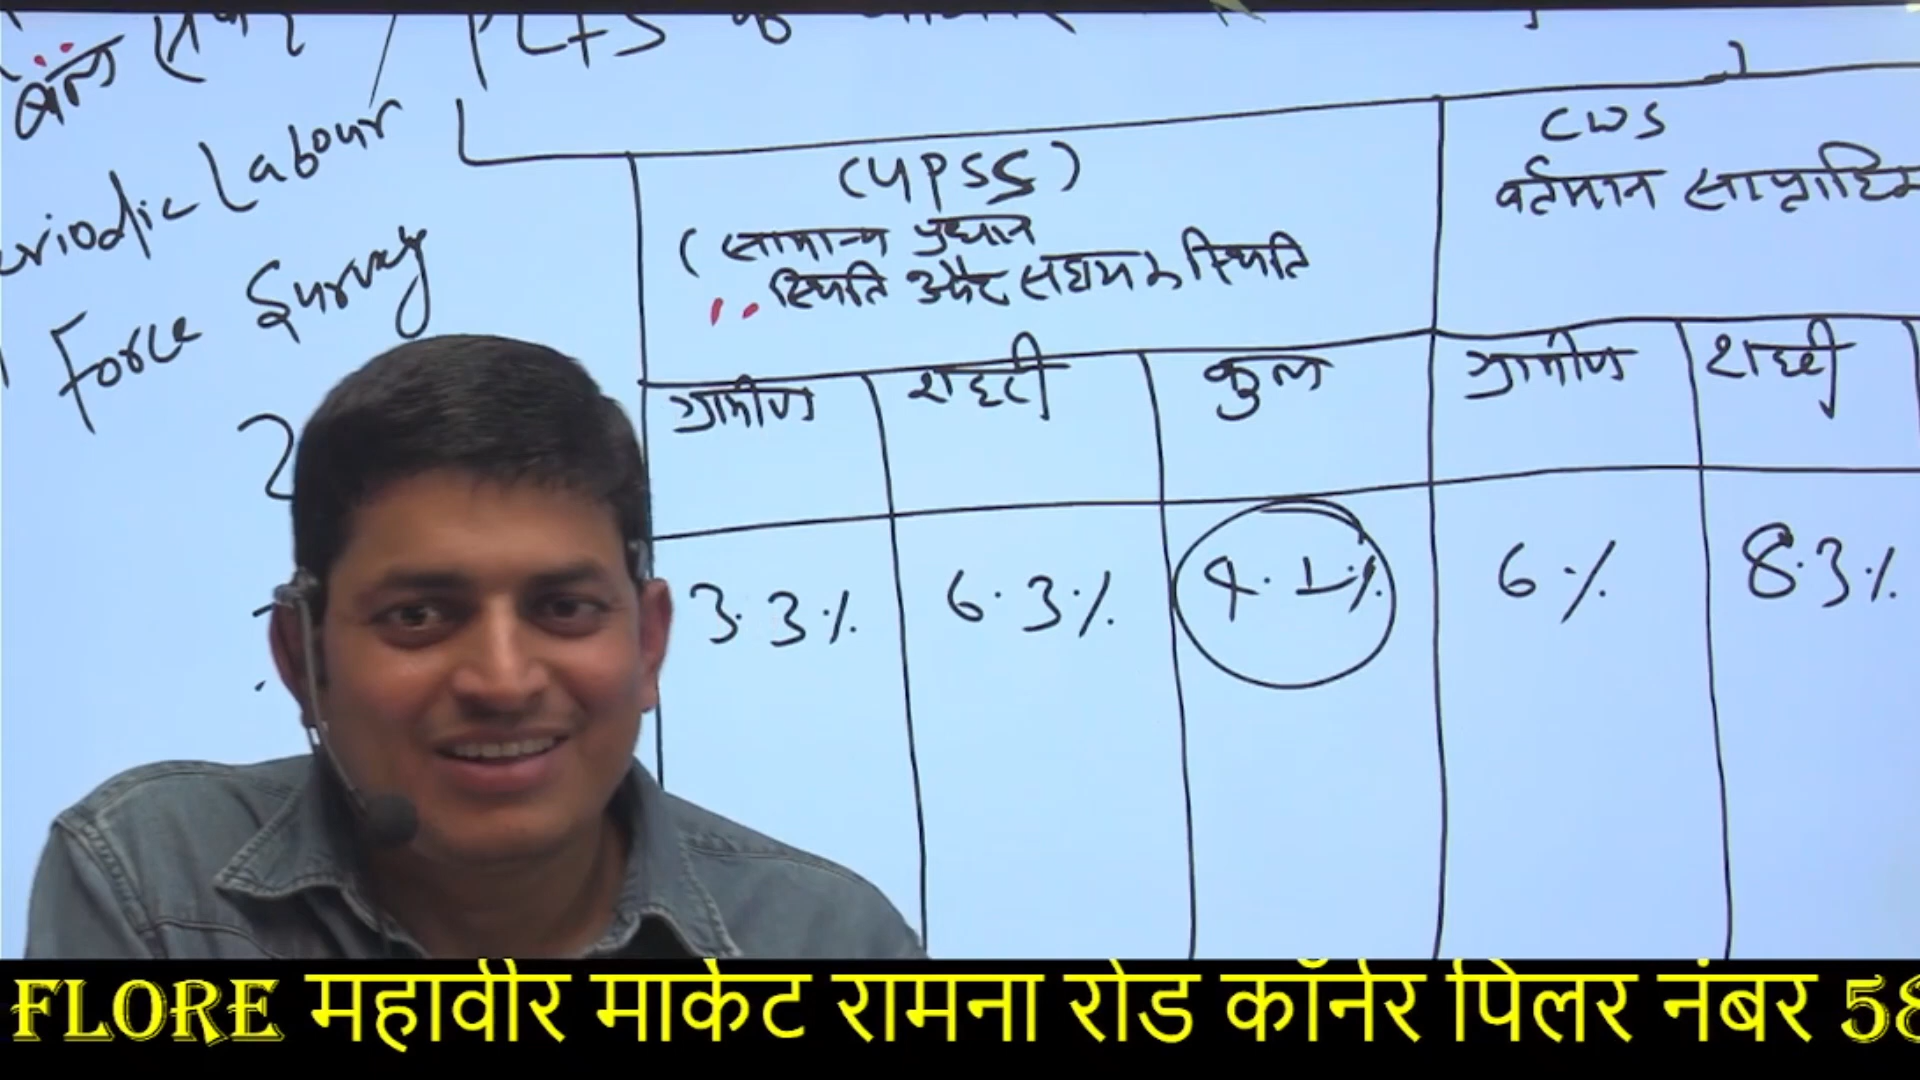 PLFS
Periodic Labour
Force Survey
(UPSS)
(सामान्य प्रधान
स्थिति और सहायक स्थिति
CWS
वर्तमान साप्ताहिक
ग्रामीण शहरी कुल ग्रामीण शहरी
3.3% 6.3% 4.1% 6% 8.3%
FLORE महावीर मार्केट रामना रोड कॉर्नर पिलर नंबर 58